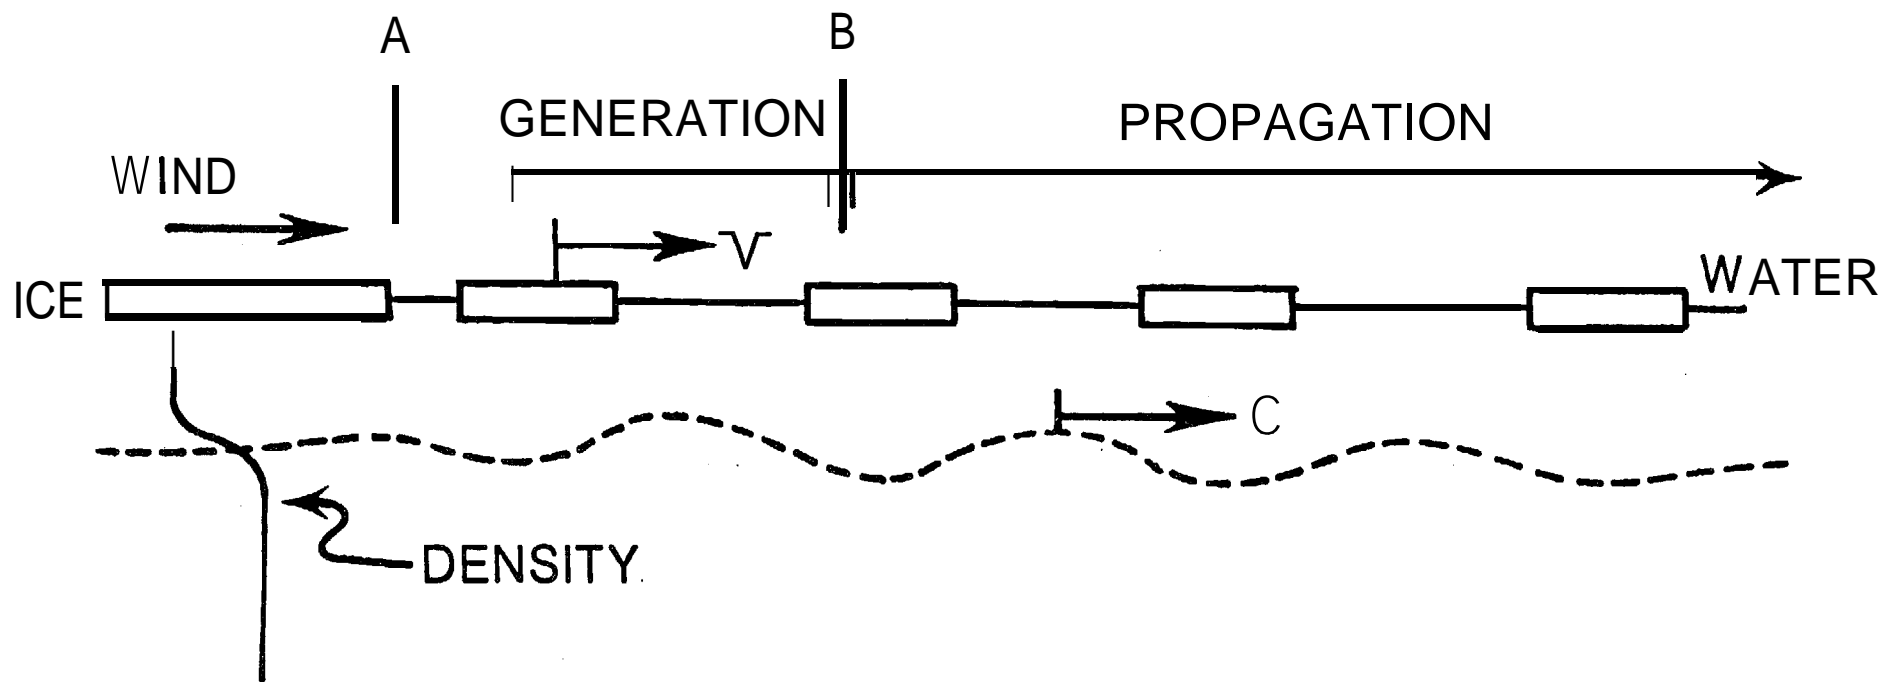 A
B
GENERATION
PROPAGATION
WIND
V
ICE
WATER
C
DENSITY